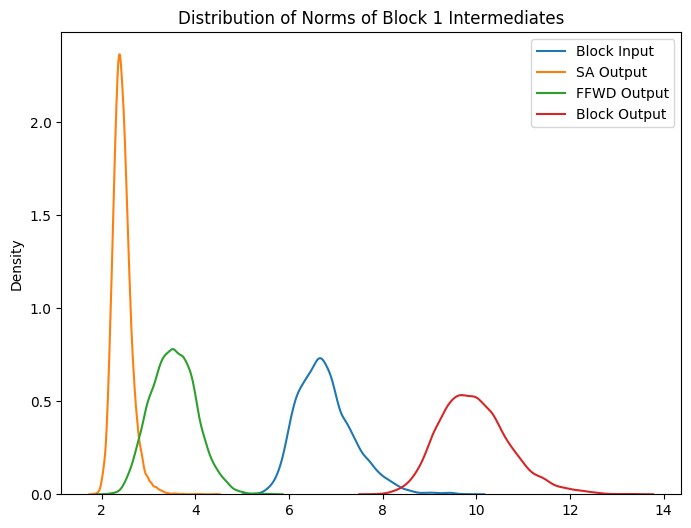 Distribution of Norms of Block 1 Intermediates
Block Input
SA Output
FFWD Output
Block Output
Density
2.0
1.5
1.0
0.5
0.0
2
4
6
8
10
12
14